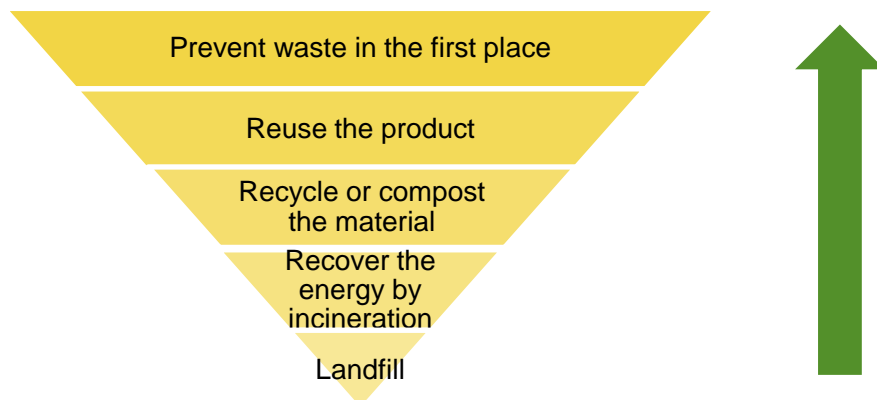 Prevent waste in the first place
Reuse the product
Recycle or compost
the material
Recover the
energy by
incineration
Landfill